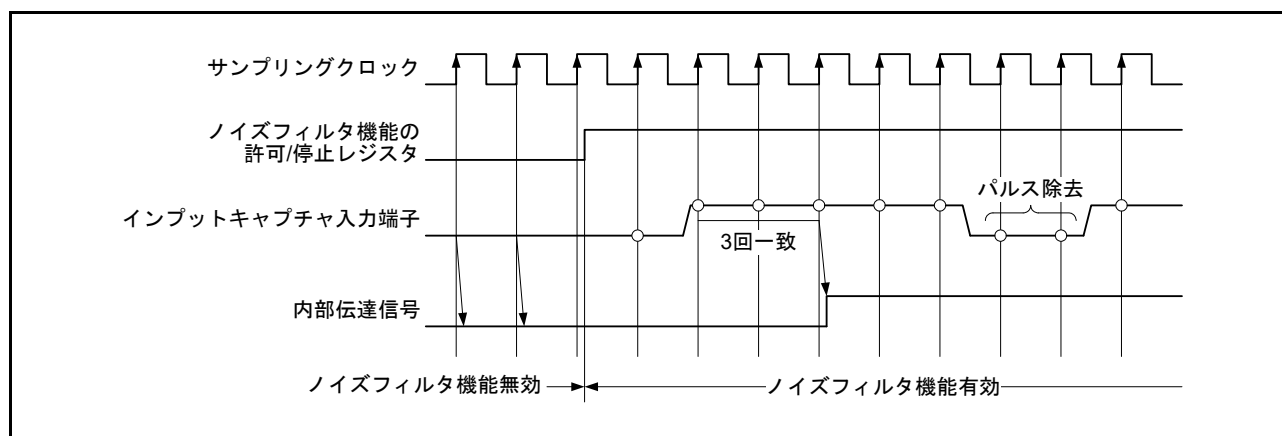 サンプリングクロック
ノイズフィルタ機能の
許可/停止レジスタ
インプットキャプチャ入力端子
パルス除去
3回一致
内部伝達信号
ノイズフィルタ機能無効
ノイズフィルタ機能有効